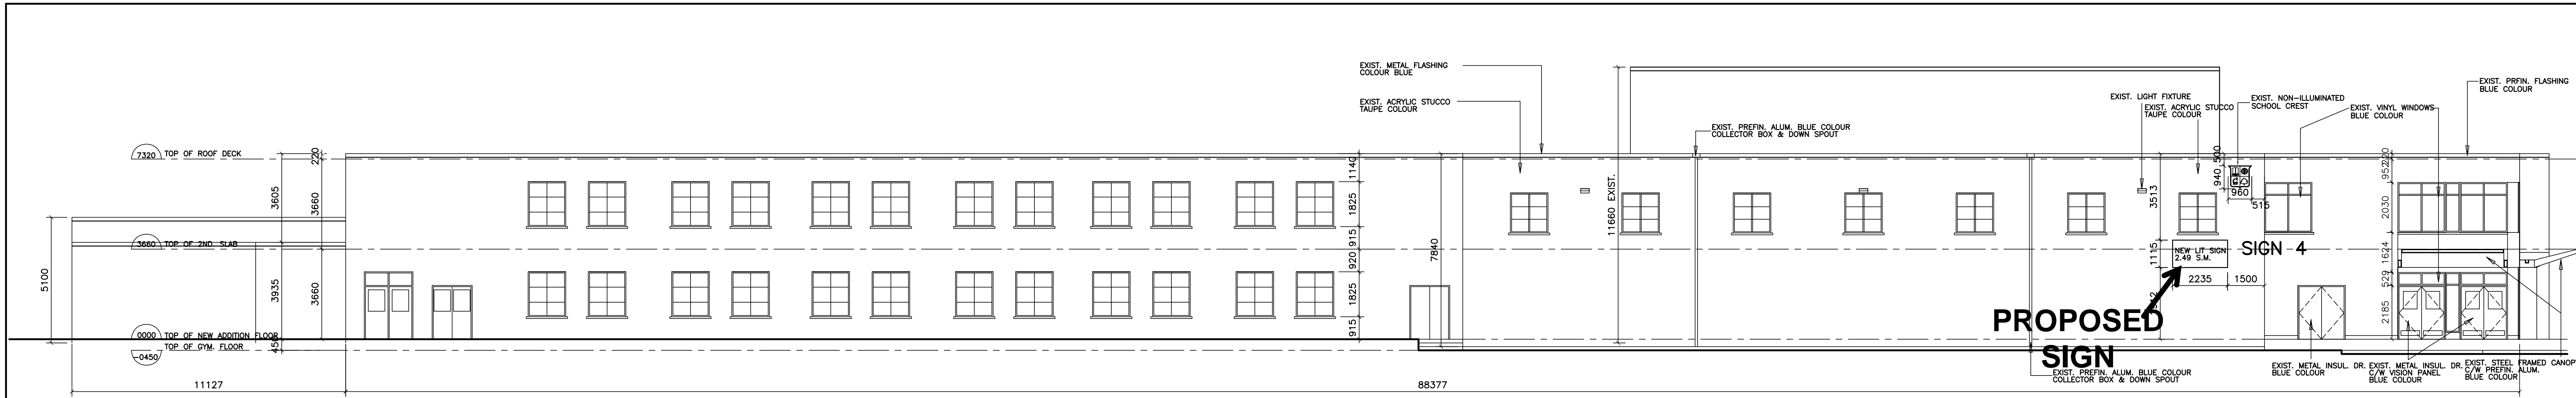 EXIST. METAL FLASHING
COLOUR BLUE
EXIST. ACRYLIC STUCCO
TAUPE COLOUR
EXIST. PREFIN. ALUM. BLUE COLOUR
COLLECTOR BOX & DOWN SPOUT
EXIST. LIGHT FIXTURE
EXIST. ACRYLIC STUCCO
TAUPE COLOUR
EXIST. NON-ILLUMINATED
SCHOOL CREST
EXIST. VINYL WINDOWS
BLUE COLOUR
EXIST. PRFIN. FLASHING
BLUE COLOUR
7320 TOP OF ROOF DECK
3660 TOP OF 2ND. SLAB
0000 TOP OF NEW ADDITION FLOOR
TOP OF GYM. FLOOR
-0450
5100
3605
3935
450
220
3660
3660
11127
88377
1140
1825
915
920
1825
915
7840
11660 EXIST.
3513
1115
500
940
960
515
NEW LIT SIGN
2.49 S.M.
SIGN 4
2235
1500
220
952
2030
1624
529
2185
PROPOSED
SIGN
EXIST. PREFIN. ALUM. BLUE COLOUR
COLLECTOR BOX & DOWN SPOUT
EXIST. METAL INSUL. DR.
BLUE COLOUR
EXIST. METAL INSUL. DR.
C/W VISION PANEL
BLUE COLOUR
EXIST. STEEL FRAMED CANOP
C/W PREFIN. ALUM.
BLUE COLOUR